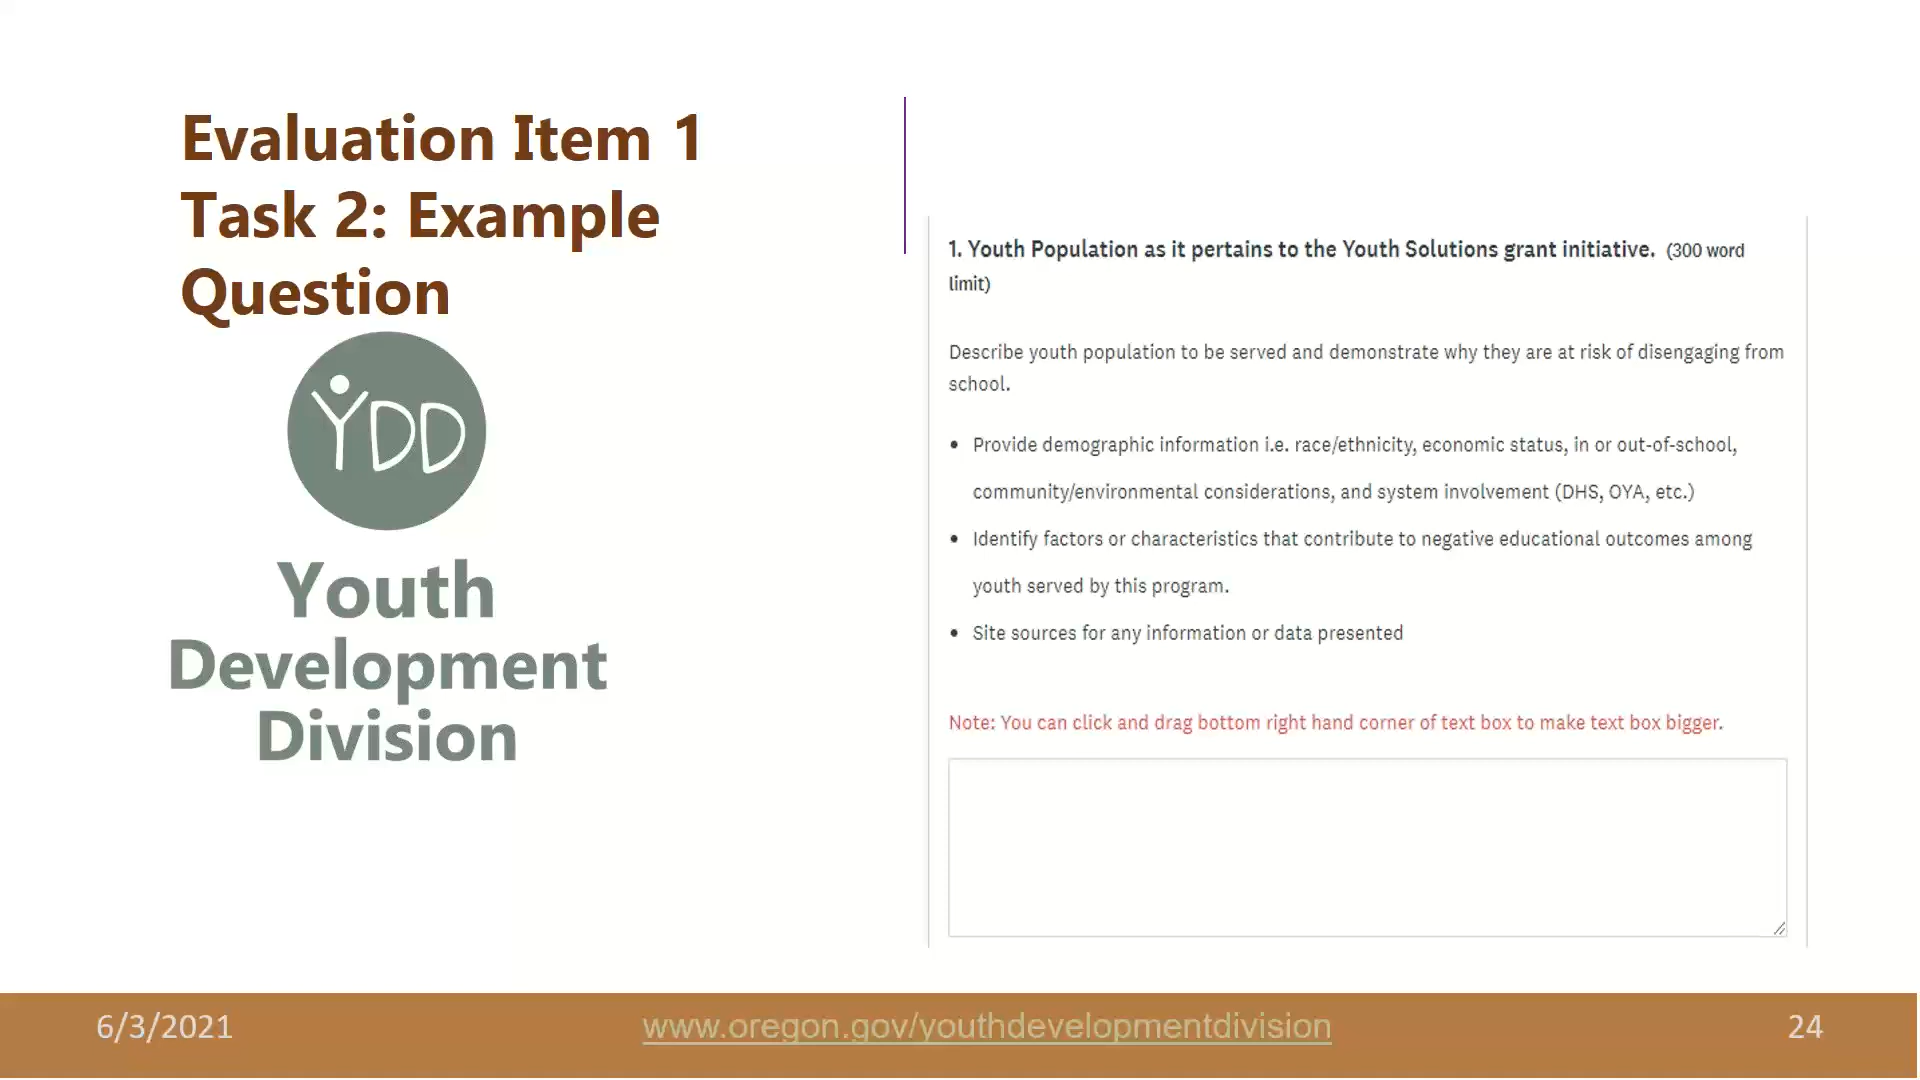 Evaluation Item 1
Task 2: Example
Question
YDD
Youth
Development
Division
1. Youth Population as it pertains to the Youth Solutions grant initiative. (300 word
limit)
Describe youth population to be served and demonstrate why they are at risk of disengaging from
school.
• Provide demographic information i.e. race/ethnicity, economic status, in or out-of-school,
community/environmental considerations, and system involvement (DHS, OYA, etc.)
• Identify factors or characteristics that contribute to negative educational outcomes among
youth served by this program.
• Site sources for any information or data presented
Note: You can click and drag bottom right hand corner of text box to make text box bigger.
6/3/2021
www.oregon.gov/youthdevelopmentdivision
24